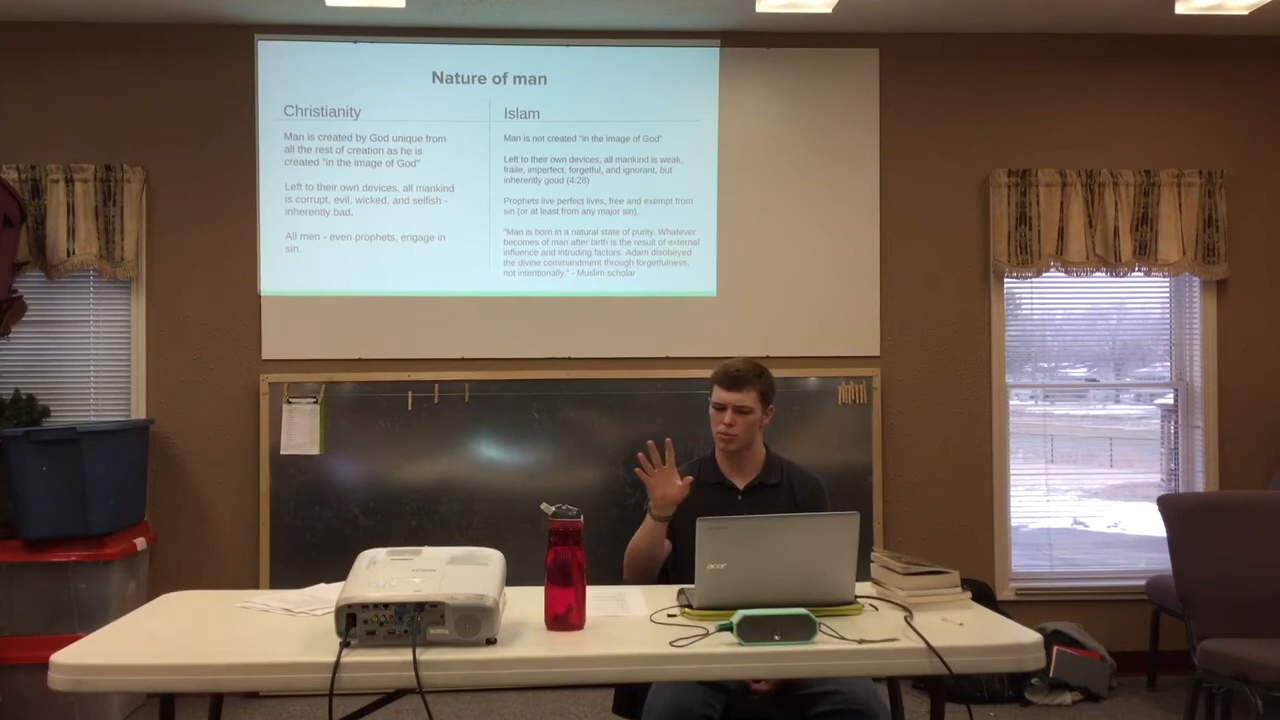 Nature of man
Christianity
Man is created by God unique from
all the rest of creation as he is
created "in the image of God"
Left to their own devices, all mankind
is corrupt, evil, wicked, and selfish -
inherently bad.
All men - even prophets, engage in
sin.
Islam
Man is not created "in the image of God"
Left to their own devices, all mankind is weak,
fraile, imperfect, forgetful, and ignorant, but
inherently good (4:28)
Prophets live perfect lives, free and exempt from
sin (or at least from any major sin).
"Man is born in a natural state of purity. Whatever
becomes of man after birth is the result of external
influence and intruding factors. Adam disobeyed
the divine commandment through forgetfulness,
not intentionally." - Muslim scholar
acer